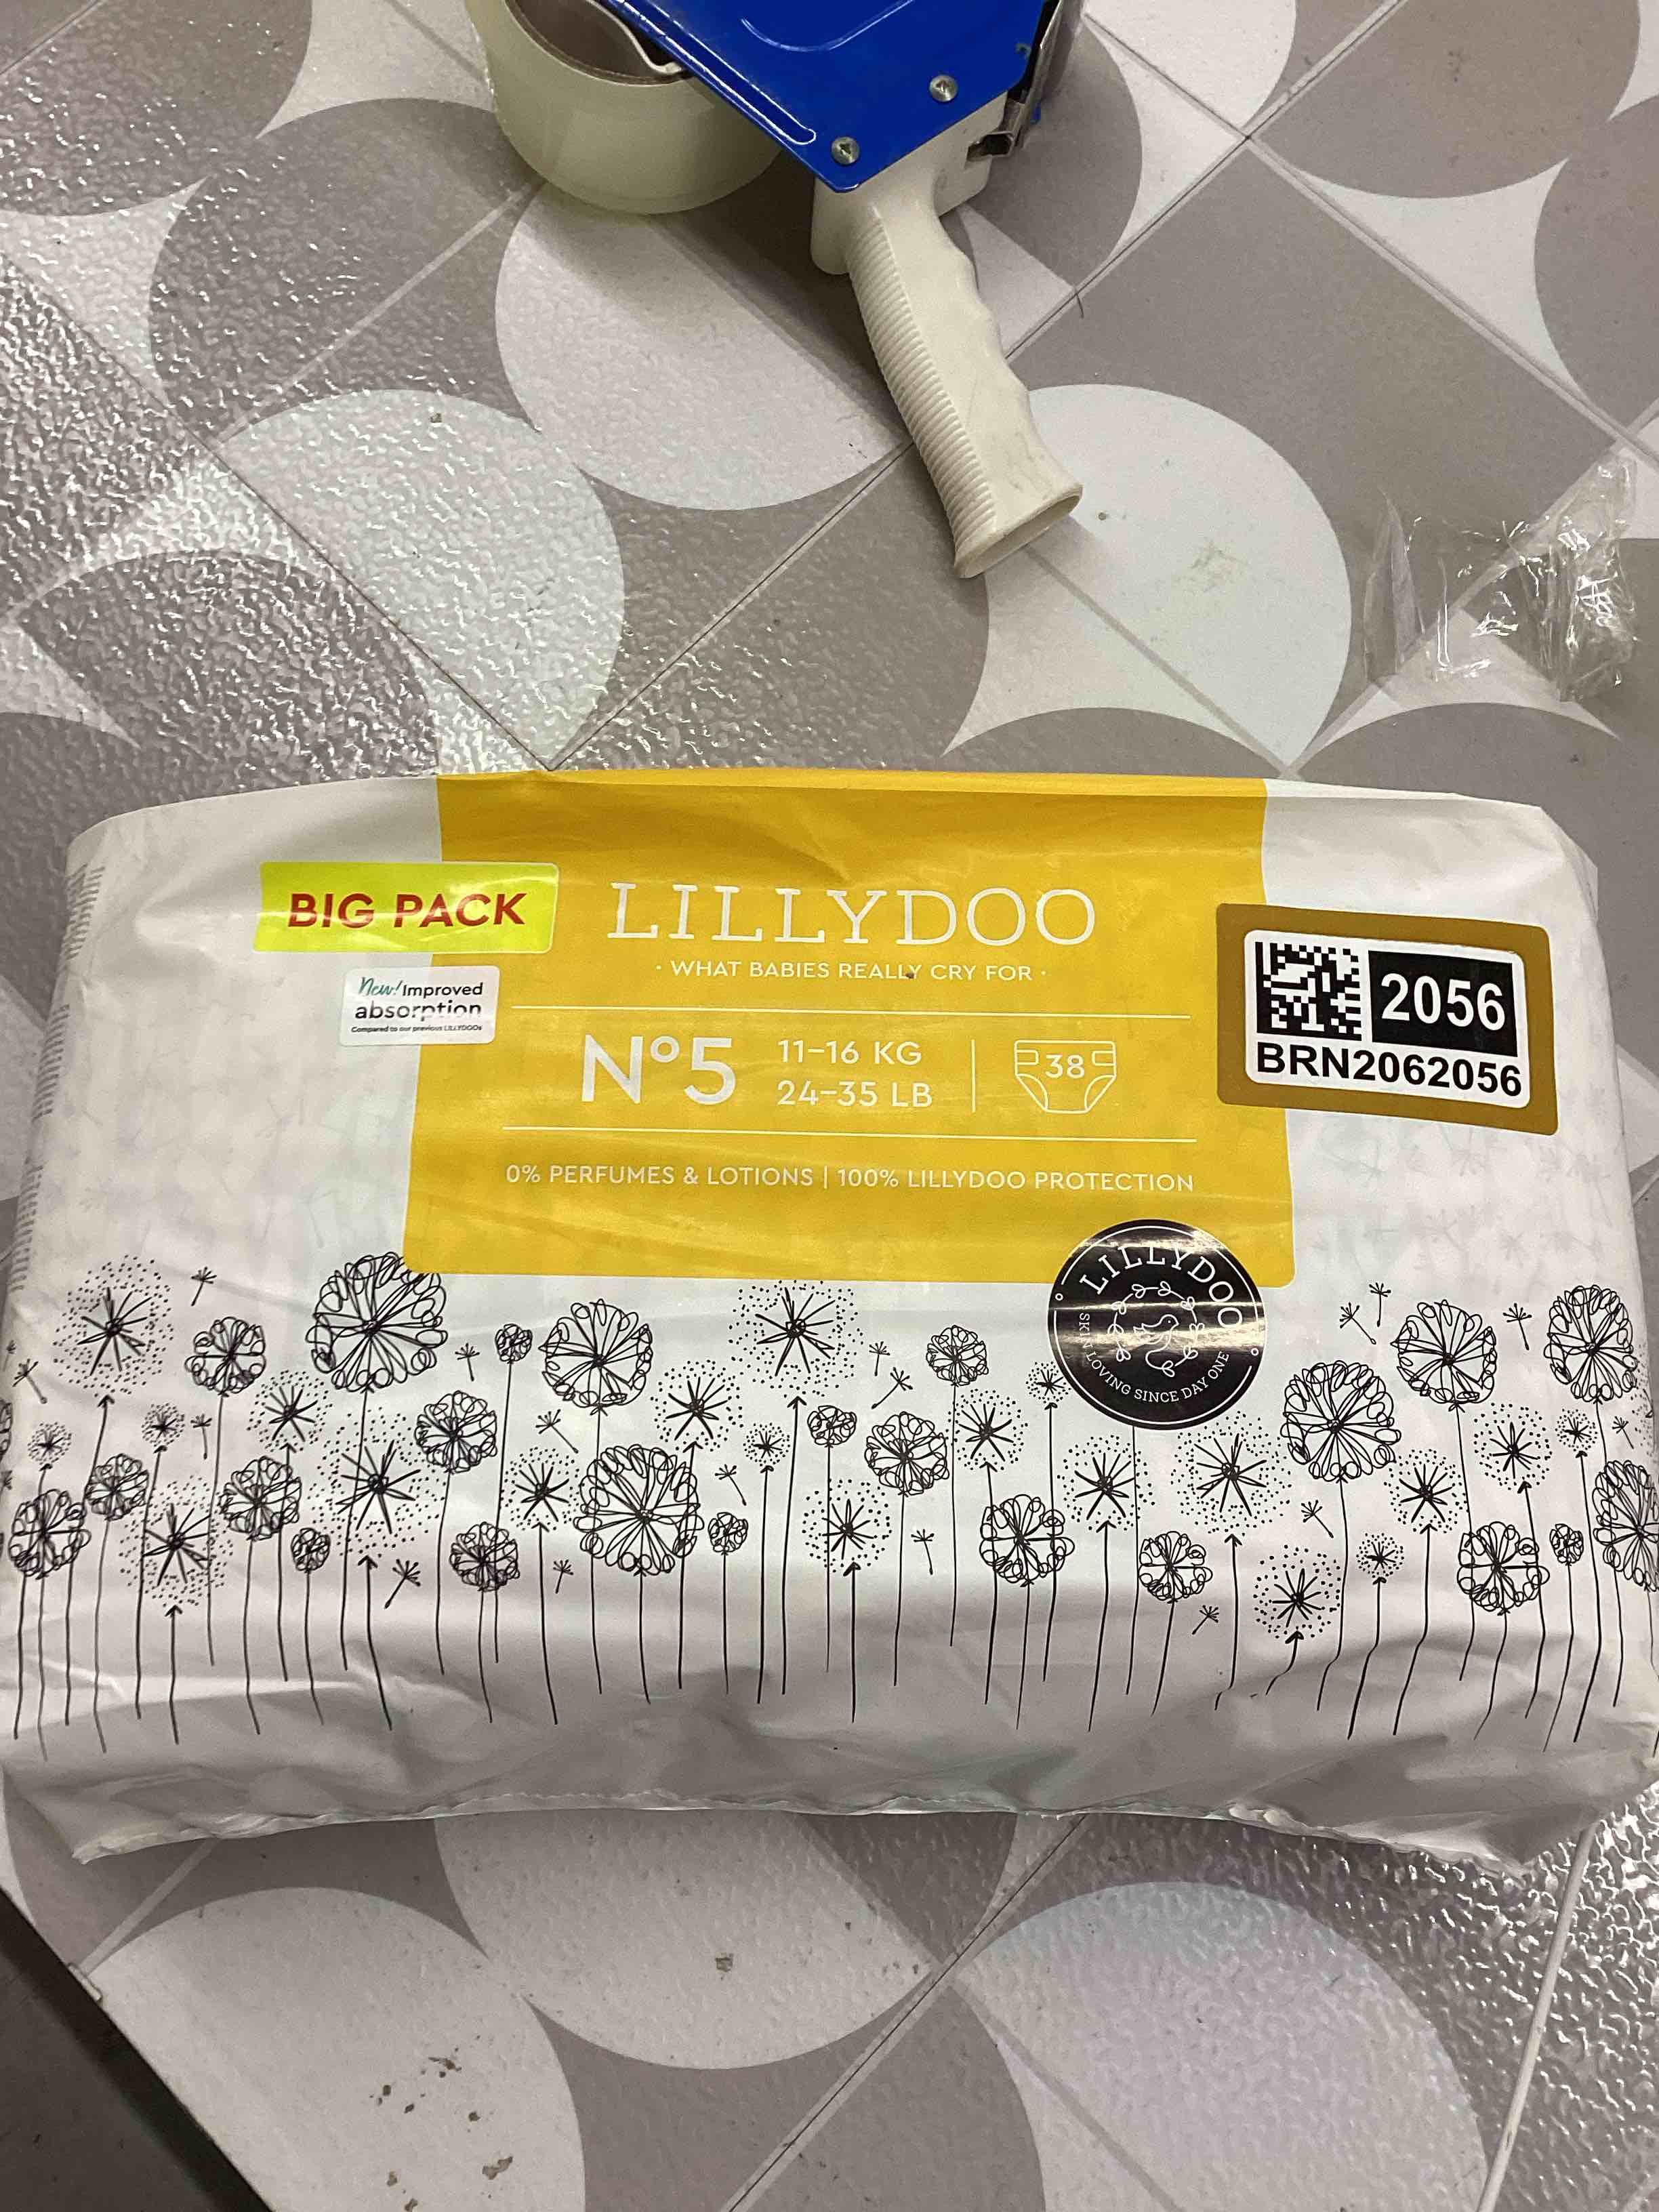 BIG PACK
LILLYDOO
· WHAT BABIES REALLY CRY FOR ·
New! Improved
absorption
Compared to our previous LILLYDOOs
2056
BRN2062056
Nº5
11–16 KG
24–35 LB
38
0% PERFUMES & LOTIONS | 100% LILLYDOO PROTECTION
LILLYDOO
SKIN LOVING SINCE DAY ONE